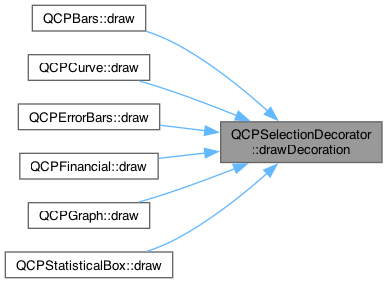 QCPBars::draw
QCPCurve::draw
QCPErrorBars::draw
QCPFinancial::draw
QCPGraph::draw
QCPStatisticalBox::draw
QCPSelectionDecorator
::drawDecoration